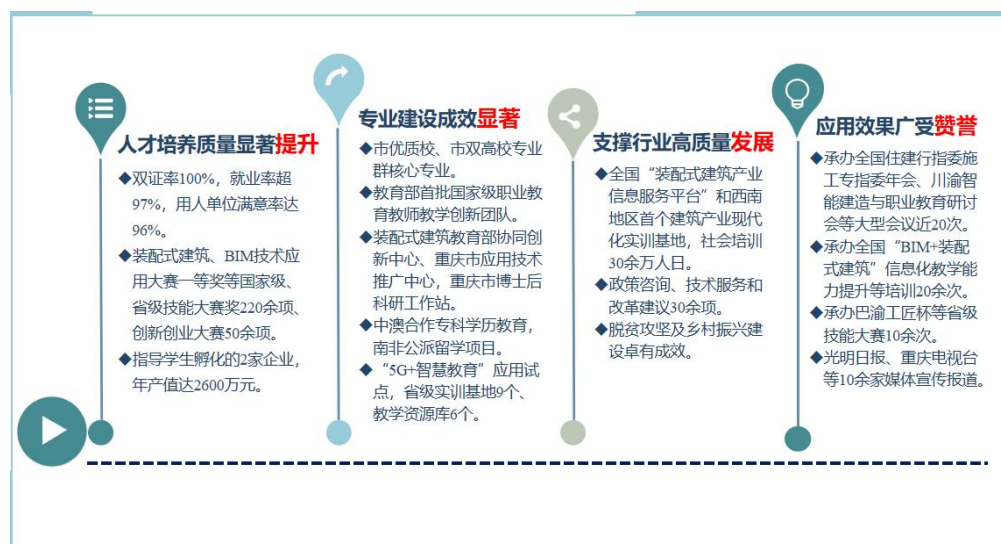 人才培养质量显著提升
◆双证率100%，就业率超
97%，用人单位满意率达
96%。
◆装配式建筑、BIM技术应
用大赛一等奖等国家级、
省级技能大赛奖220余项、
创新创业大赛50余项。
◆指导学生孵化的2家企业，
年产值达2600万元。
专业建设成效显著
◆市优质校、市双高校专业
群核心专业。
◆教育部首批国家级职业教
育教师教学创新团队。
◆装配式建筑教育部协同创
新中心、重庆市应用技术
推广中心，重庆市博士后
科研工作站。
◆中澳合作专科学历教育，
南非公派留学项目。
◆“5G+智慧教育”应用试
点，省级实训基地9个、
教学资源库6个。
支撑行业高质量发展
◆全国“装配式建筑产业
信息服务平台”和西南
地区首个建筑产业现代
化实训基地，社会培训
30余万人日。
◆政策咨询、技术服务和
改革建议30余项。
◆脱贫攻坚及乡村振兴建
设卓有成效。
应用效果广受赞誉
◆承办全国住建行指委施
工专指委年会、川渝智
能建造与职业教育研讨
会等大型会议近20次。
◆承办全国“BIM+装配
式建筑”信息化教学能
力提升等培训20余次。
◆承办巴渝工匠杯等省级
技能大赛10余次。
◆光明日报、重庆电视台
等10余家媒体宣传报道。